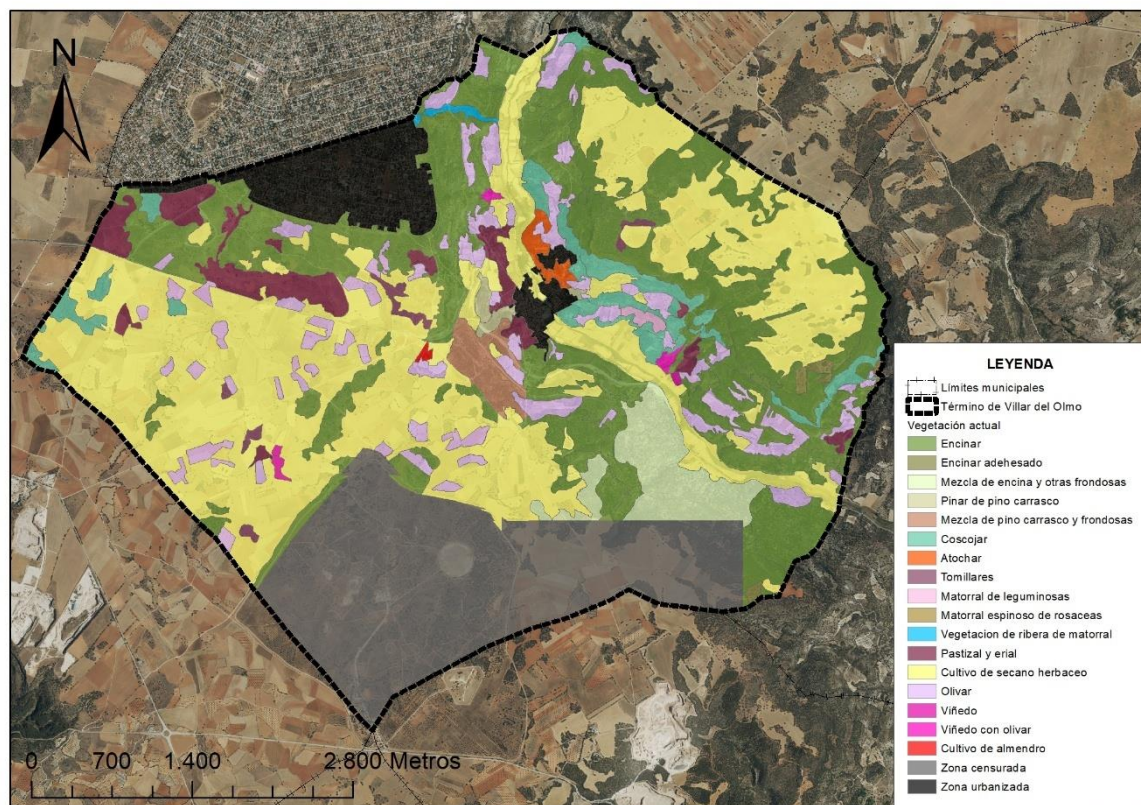 N
LEYENDA
Límites municipales
Término de Villar del Olmo
Vegetación actual
Encinar
Encinar adehesado
Mezcla de encina y otras frondosas
Pinar de pino carrasco
Mezcla de pino carrasco y frondosas
Coscojar
Atochar
Tomillares
Matorral de leguminosas
Matorral espinoso de rosaceas
Vegetacion de ribera de matorral
Pastizal y erial
Cultivo de secano herbaceo
Olivar
Viñedo
Viñedo con olivar
Cultivo de almendro
Zona censurada
Zona urbanizada
0 700 1.400 2.800 Metros